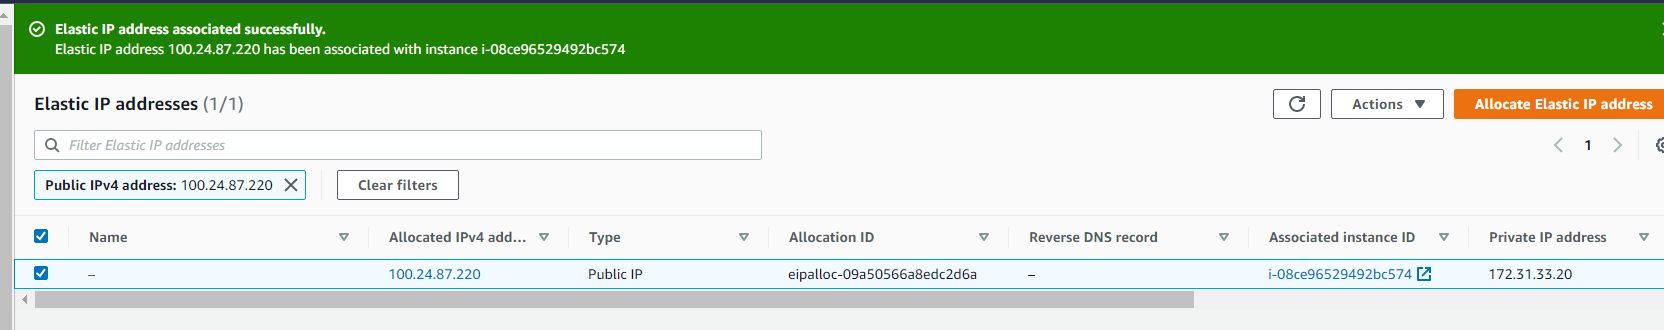 Elastic IP address associated successfully.
Elastic IP address 100.24.87.220 has been associated with instance i-08ce96529492bc574
Elastic IP addresses (1/1)
Actions
Allocate Elastic IP address
Filter Elastic IP addresses
1
Public IPv4 address: 100.24.87.220
Clear filters
Name Allocated IPv4 add... Type Allocation ID Reverse DNS record Associated instance ID Private IP address
– 100.24.87.220 Public IP eipalloc-09a50566a8edc2d6a – i-08ce96529492bc574 172.31.33.20